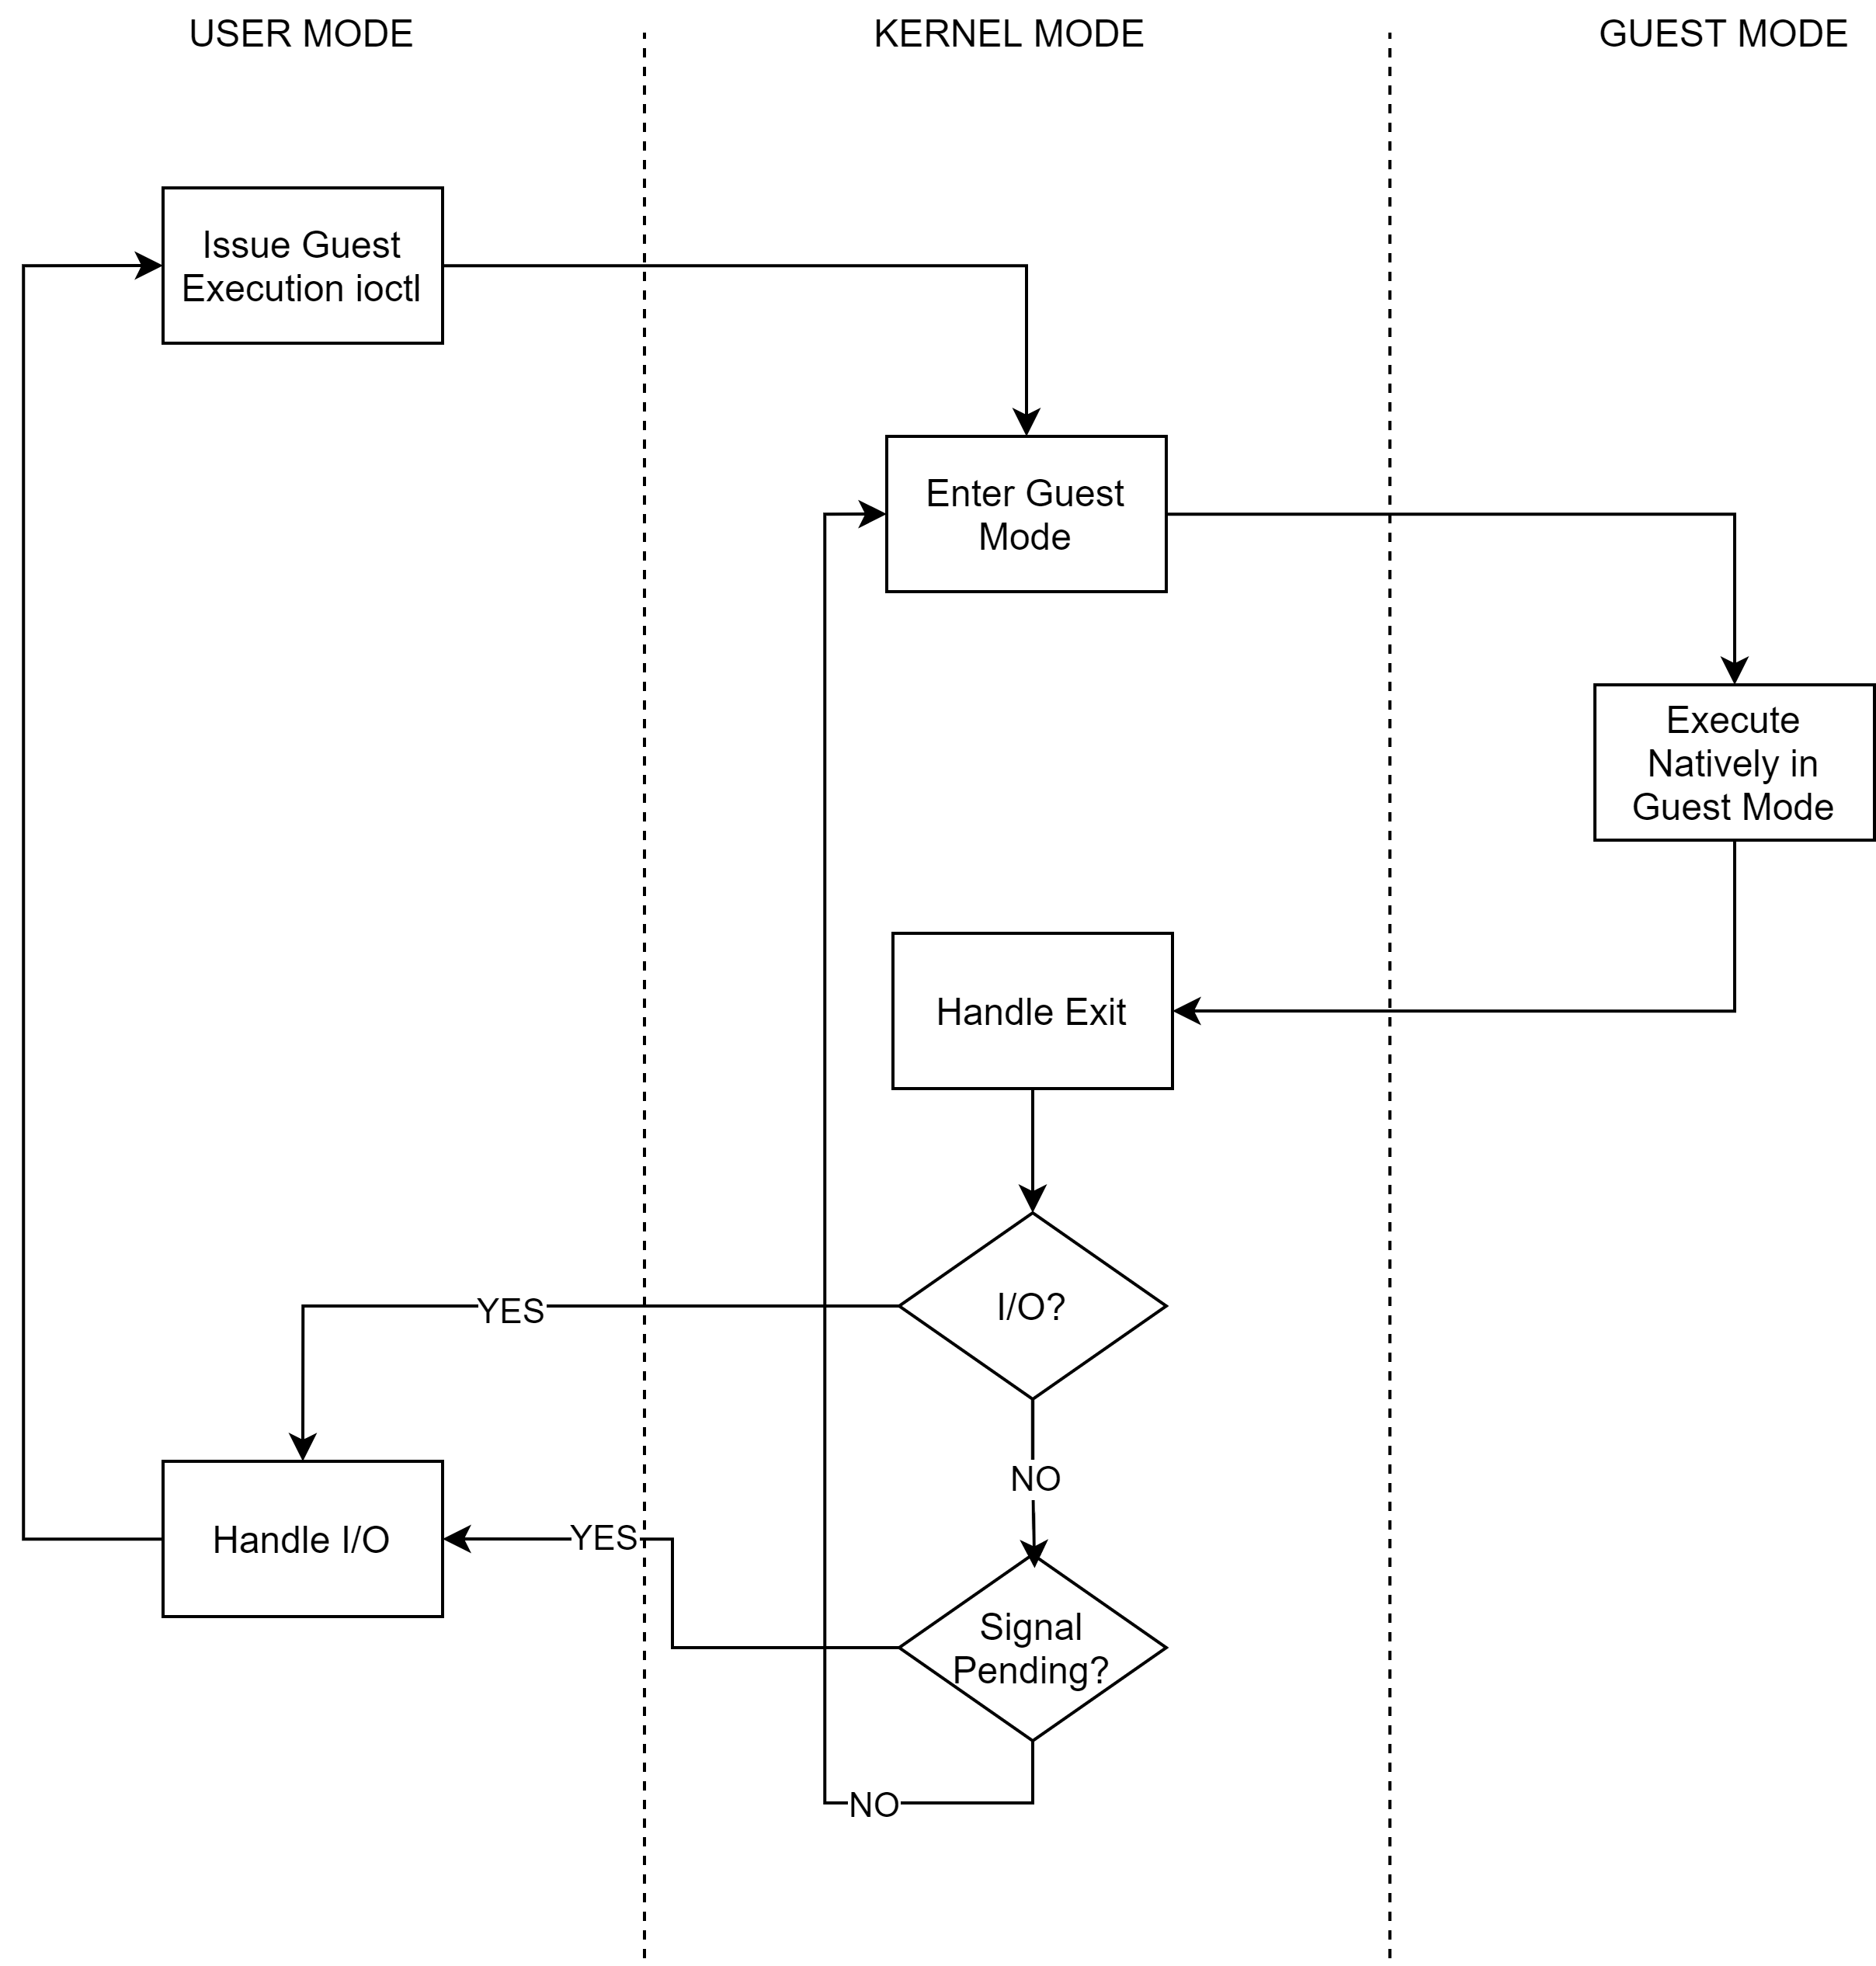 USER MODE
KERNEL MODE
GUEST MODE
Issue Guest
Execution ioctl
Enter Guest
Mode
Execute
Natively in
Guest Mode
Handle Exit
I/O?
YES
NO
Handle I/O
YES
Signal
Pending?
NO